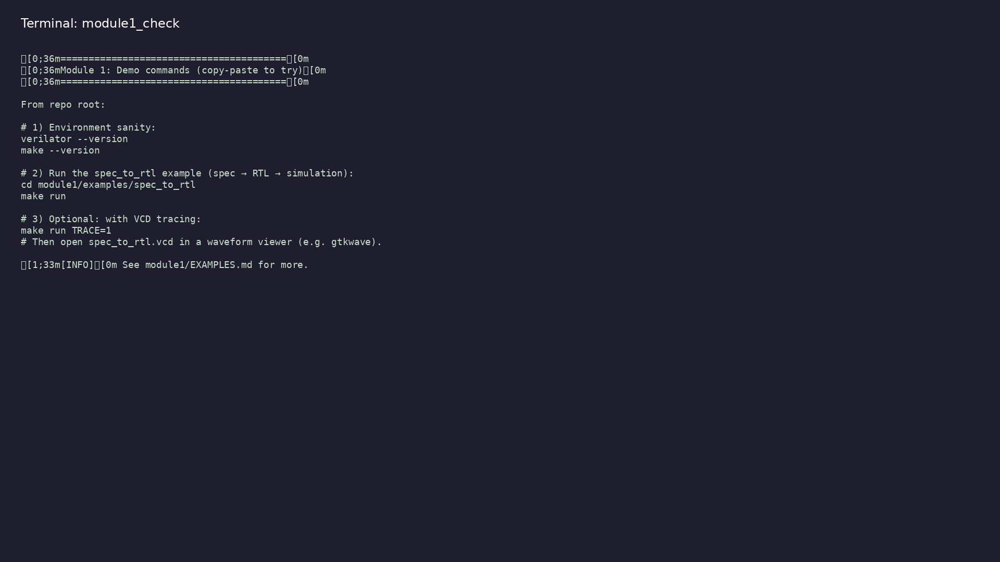 Terminal: module1_check
▯[0;36m========================================▯[0m
▯[0;36mModule 1: Demo commands (copy-paste to try)▯[0m
▯[0;36m========================================▯[0m
From repo root:
# 1) Environment sanity:
verilator --version
make --version
# 2) Run the spec_to_rtl example (spec → RTL → simulation):
cd module1/examples/spec_to_rtl
make run
# 3) Optional: with VCD tracing:
make run TRACE=1
# Then open spec_to_rtl.vcd in a waveform viewer (e.g. gtkwave).
▯[1;33m[INFO]▯[0m See module1/EXAMPLES.md for more.